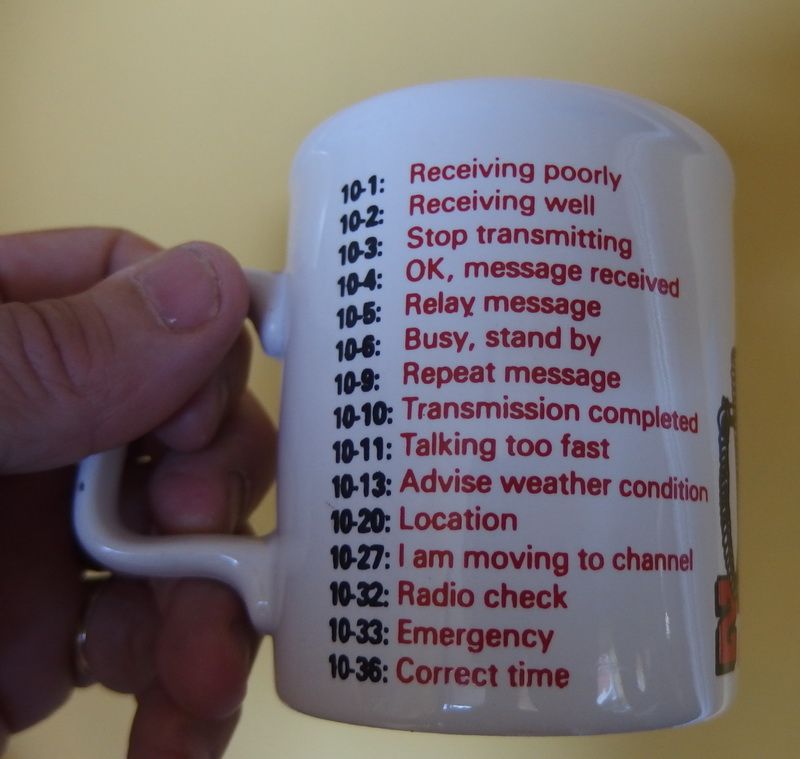 10-1: Receiving poorly
10-2: Receiving well
10-3: Stop transmitting
10-4: OK, message received
10-5: Relay message
10-6: Busy, stand by
10-9: Repeat message
10-10: Transmission completed
10-11: Talking too fast
10-13: Advise weather condition
10-20: Location
10-27: I am moving to channel
10-32: Radio check
10-33: Emergency
10-36: Correct time